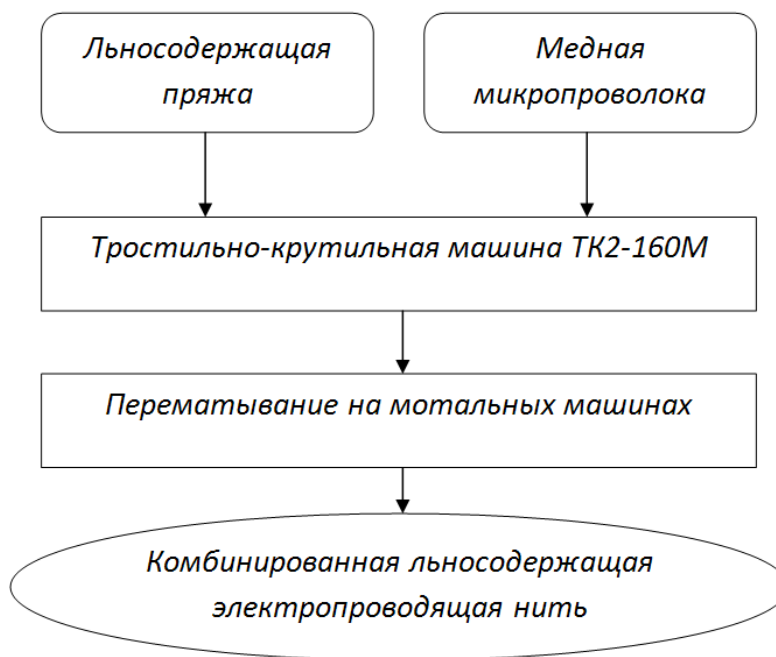 Льносодержащая
пряжа
Медная
микропроволока
Тростильно-крутильная машина ТК2-160М
Перематывание на мотальных машинах
Комбинированная льносодержащая
электропроводящая нить